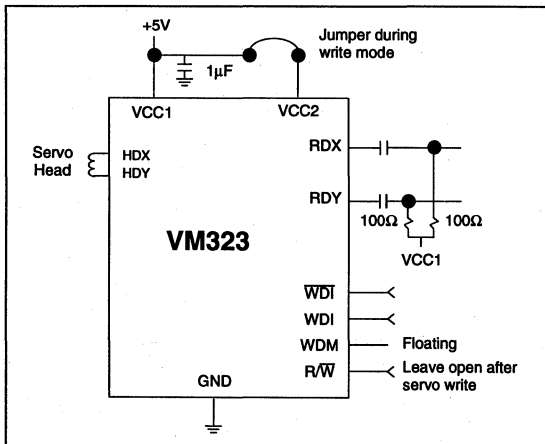 +5V
Jumper during
write mode
1µF
VCC1
VCC2
RDX
Servo
Head
HDX
HDY
RDY
100Ω
100Ω
VM323
VCC1
W̅D̅I̅
WDI
WDM
Floating
R/W̅
Leave open after
servo write
GND